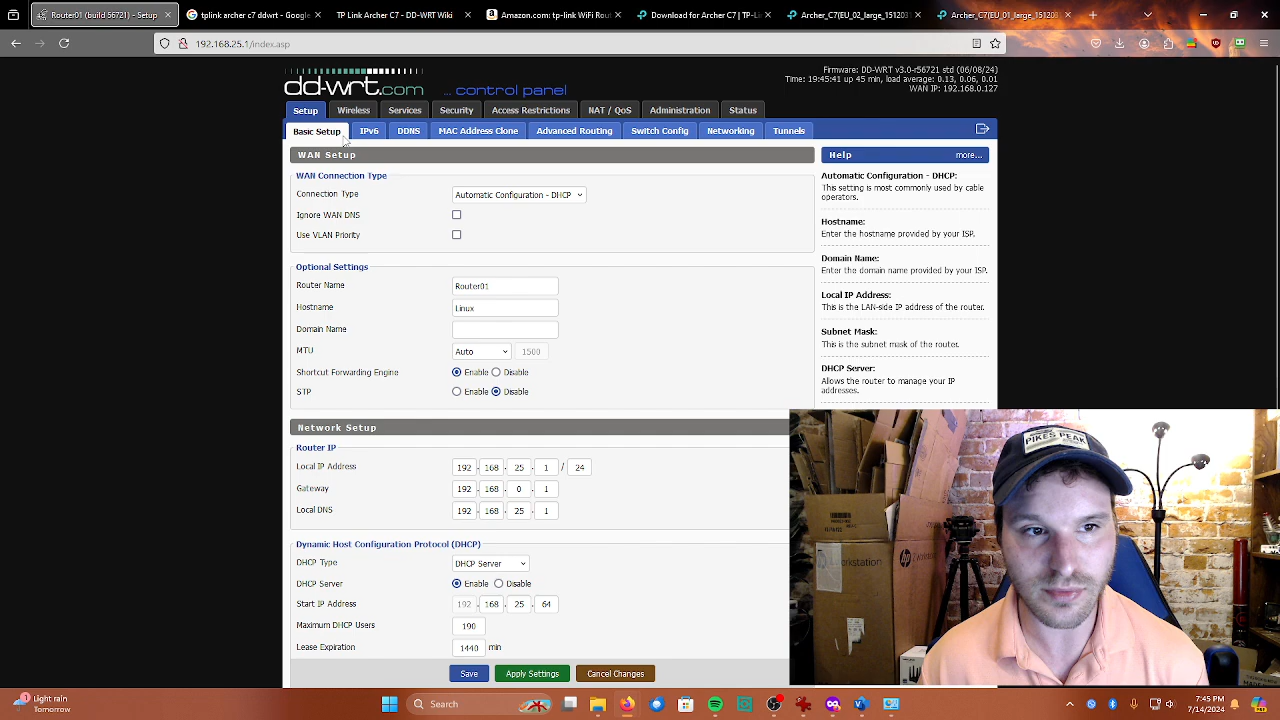 Router01 (build 56721) - Setup
tplink archer c7 ddwrt - Google
TP Link Archer C7 - DD-WRT Wiki
Amazon.com: tp-link WiFi Rou
Download for Archer C7 | TP-Lin
Archer_C7(EU_02_large_151203
Archer_C7(EU)_01_large_151203
192.168.25.1/index.asp
Firmware: DD-WRT v3.0-r56721 std (06/08/24)
Time: 19:45:41 up 45 min, load average: 0.13, 0.06, 0.01
WAN IP: 192.168.0.127
dd-wrt.com ... control panel
Setup Wireless Services Security Access Restrictions NAT / QoS Administration Status
Basic Setup IPv6 DDNS MAC Address Clone Advanced Routing Switch Config Networking Tunnels
WAN Setup
WAN Connection Type
Connection Type Automatic Configuration - DHCP
Ignore WAN DNS
Use VLAN Priority
Optional Settings
Router Name Router01
Hostname Linux
Domain Name
MTU Auto 1500
Shortcut Forwarding Engine Enable Disable
STP Enable Disable
Network Setup
Router IP
Local IP Address 192 . 168 . 25 . 1 / 24
Gateway 192 . 168 . 0 . 1
Local DNS 192 . 168 . 25 . 1
Dynamic Host Configuration Protocol (DHCP)
DHCP Type DHCP Server
DHCP Server Enable Disable
Start IP Address 192 . 168 . 25 . 64
Maximum DHCP Users 190
Lease Expiration 1440 min
Save Apply Settings Cancel Changes
Help more...
Automatic Configuration - DHCP:
This setting is most commonly used by cable
operators.
Hostname:
Enter the hostname provided by your ISP.
Domain Name:
Enter the domain name provided by your ISP.
Local IP Address:
This is the LAN-side IP address of the router.
Subnet Mask:
This is the subnet mask of the router.
DHCP Server:
Allows the router to manage your IP
addresses.
PIKES PEAK
hp
workstation
Light rain
Tomorrow
Search
7:45 PM
7/14/2024